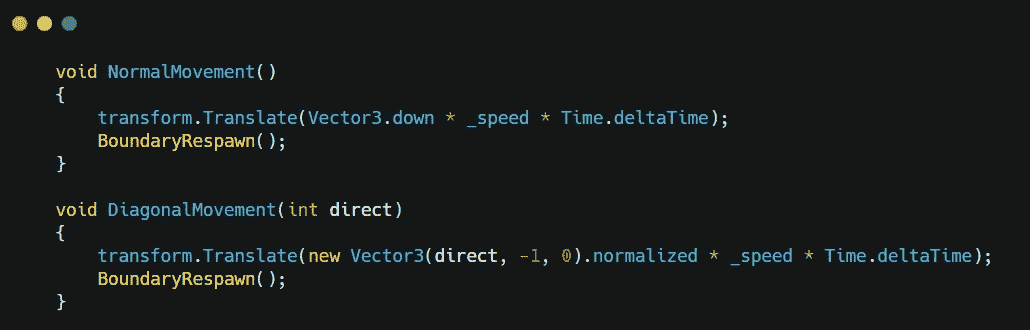 void NormalMovement()
{
    transform.Translate(Vector3.down * _speed * Time.deltaTime);
    BoundaryRespawn();
}

void DiagonalMovement(int direct)
{
    transform.Translate(new Vector3(direct, -1, 0).normalized * _speed * Time.deltaTime);
    BoundaryRespawn();
}